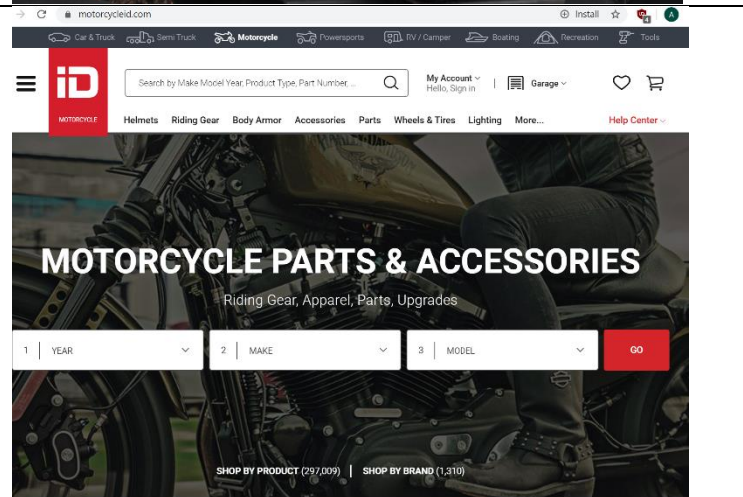 motorcycleid.com
Install
A
Car & Truck
Semi Truck
Motorcycle
Powersports
RV / Camper
Boating
Recreation
Tools
iD
MOTORCYCLE
Search by Make Model Year, Product Type, Part Number, ...
My Account
Hello, Sign in
Garage
Helmets
Riding Gear
Body Armor
Accessories
Parts
Wheels & Tires
Lighting
More...
Help Center
MOTORCYCLE PARTS & ACCESSORIES
Riding Gear, Apparel, Parts, Upgrades
1 | YEAR
2 | MAKE
3 | MODEL
GO
SHOP BY PRODUCT (297,009) | SHOP BY BRAND (1,310)